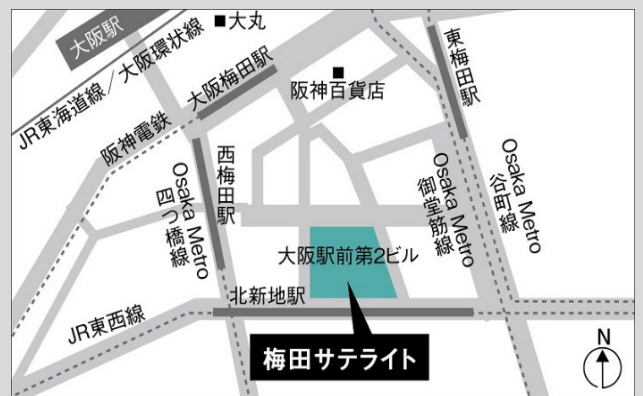 大阪駅
■大丸
JR東海道線／大阪環状線
大阪梅田駅
阪神電鉄
阪神百貨店
東梅田駅
西梅田駅
Osaka Metro
四つ橋線
Osaka Metro
御堂筋線
Osaka Metro
谷町線
大阪駅前第2ビル
北新地駅
JR東西線
梅田サテライト
N